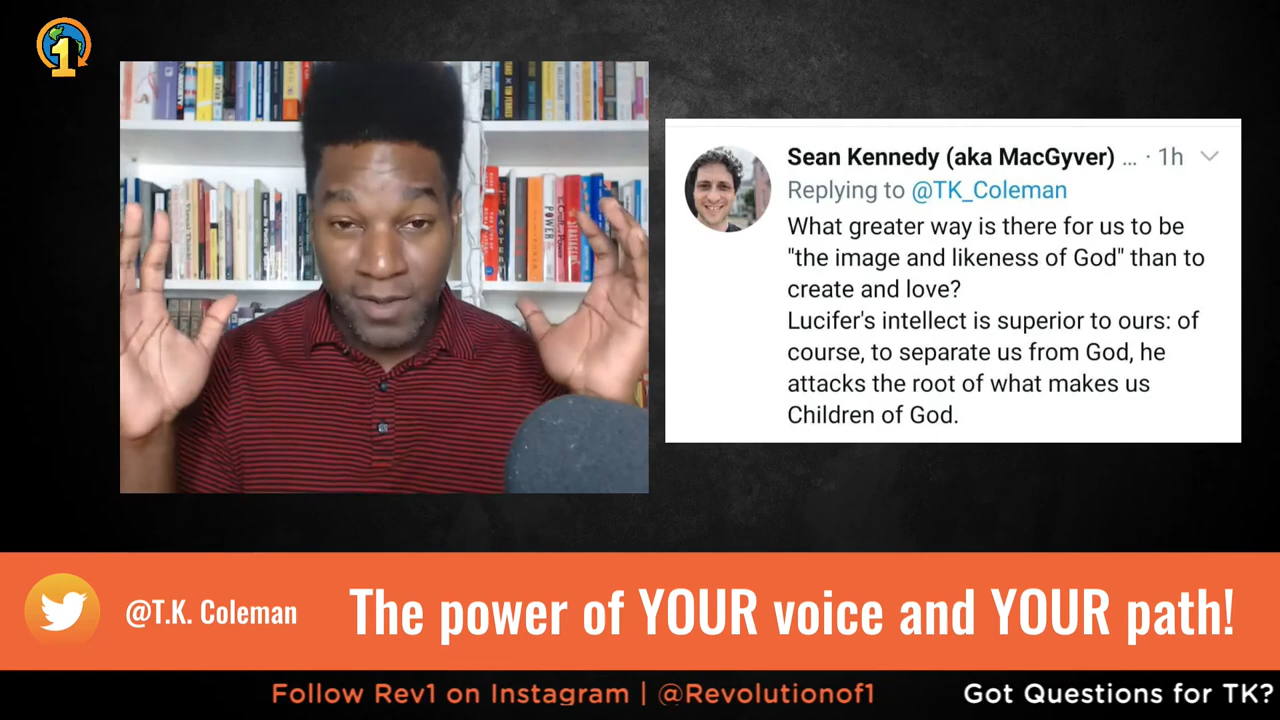 1
MASTERY
POWER
Sean Kennedy (aka MacGyver) ... · 1h
Replying to @TK_Coleman
What greater way is there for us to be
"the image and likeness of God" than to
create and love?
Lucifer's intellect is superior to ours: of
course, to separate us from God, he
attacks the root of what makes us
Children of God.
@T.K. Coleman
The power of YOUR voice and YOUR path!
Follow Rev1 on Instagram | @Revolutionof1
Got Questions for TK?